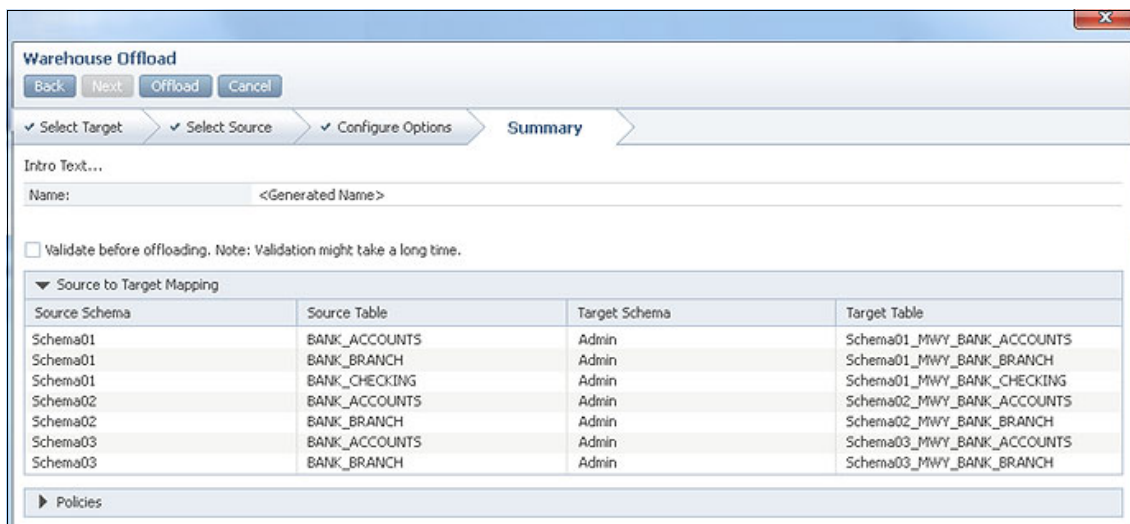 Warehouse Offload
Back Next Offload Cancel
Select Target Select Source Configure Options Summary
Intro Text...
Name: <Generated Name>
Validate before offloading. Note: Validation might take a long time.
Source to Target Mapping
Source Schema Source Table Target Schema Target Table
Schema01 BANK_ACCOUNTS Admin Schema01_MWY_BANK_ACCOUNTS
Schema01 BANK_BRANCH Admin Schema01_MWY_BANK_BRANCH
Schema01 BANK_CHECKING Admin Schema01_MWY_BANK_CHECKING
Schema02 BANK_ACCOUNTS Admin Schema02_MWY_BANK_ACCOUNTS
Schema02 BANK_BRANCH Admin Schema02_MWY_BANK_BRANCH
Schema03 BANK_ACCOUNTS Admin Schema03_MWY_BANK_ACCOUNTS
Schema03 BANK_BRANCH Admin Schema03_MWY_BANK_BRANCH
Policies